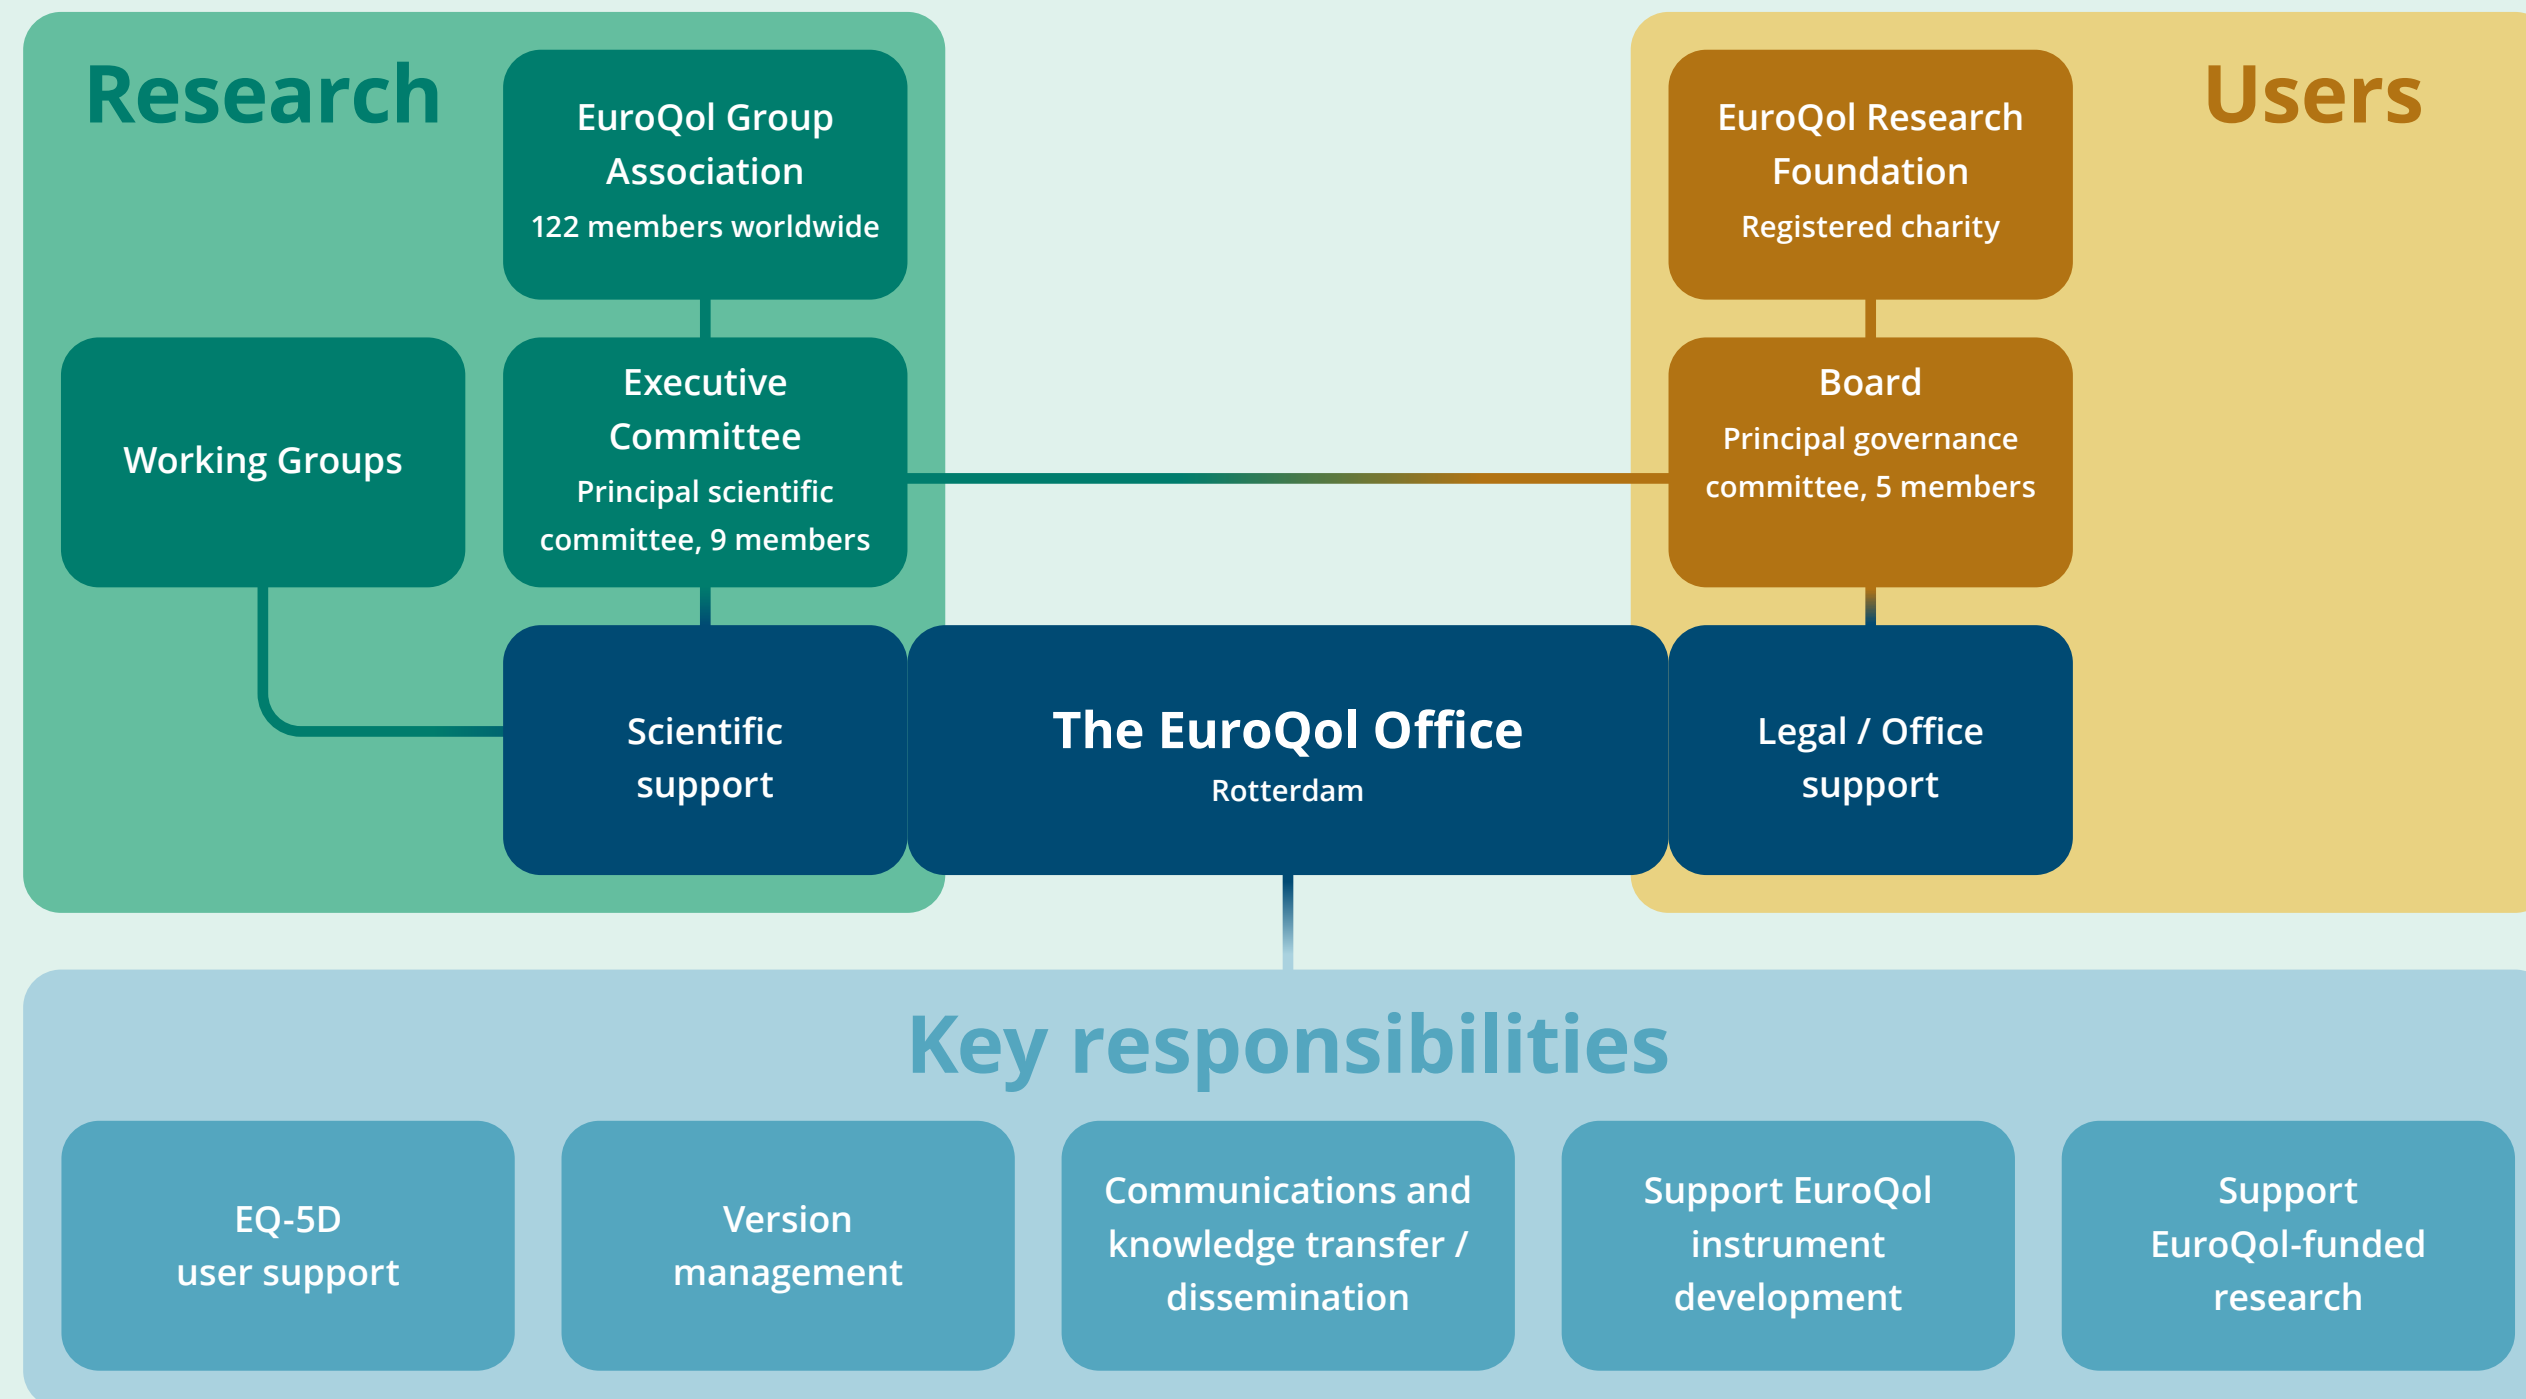 Research
EuroQol Group
Association
122 members worldwide
Working Groups
Executive
Committee
Principal scientific
committee, 9 members
Scientific
support
The EuroQol Office
Rotterdam
Users
EuroQol Research
Foundation
Registered charity
Board
Principal governance
committee, 5 members
Legal / Office
support
Key responsibilities
EQ-5D
user support
Version
management
Communications and
knowledge transfer /
dissemination
Support EuroQol
instrument
development
Support
EuroQol-funded
research